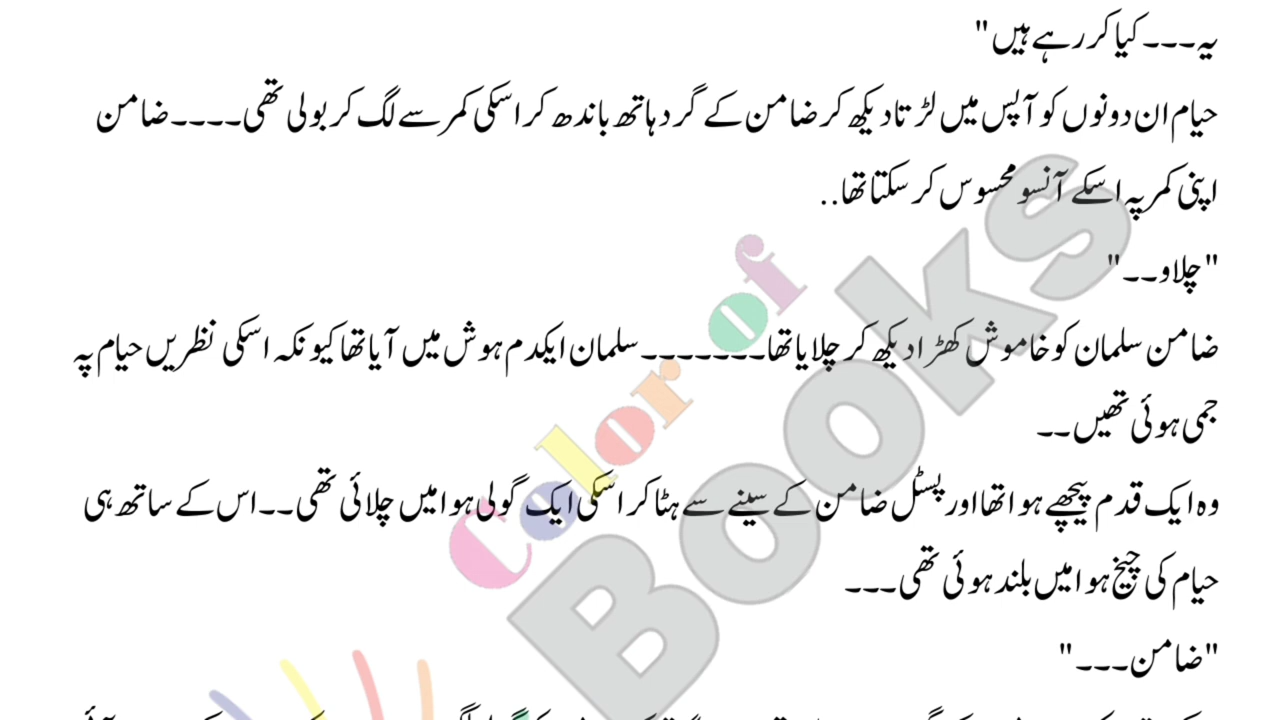 یہ۔۔۔ کیا کر رہے ہیں"
حیام ان دونوں کو آپس میں لڑتا دیکھ کر ضامن کے گرد ہاتھ باندھ کر اسکی کمر سے لگ کر بولی تھی۔۔۔۔ضامن
اپنی کمر پہ اسکے آنسو محسوس کر سکتا تھا..
"چلاو۔۔"
ضامن سلمان کو خاموش کھڑا دیکھ کر چلایا تھا۔۔۔۔۔۔۔سلمان ایکدم ہوش میں آیا تھا کیونکہ اسکی نظریں حیام پہ
جمی ہوئی تھیں۔۔
وہ ایک قدم پیچھے ہوا تھا اور پسٹل ضامن کے سینے سے ہٹا کر اسکی ایک گولی ہوا میں چلائی تھی۔۔اس کے ساتھ ہی
حیام کی چیخ ہوا میں بلند ہوئی تھی۔۔۔
"ضامن۔۔۔"
Color of
Books